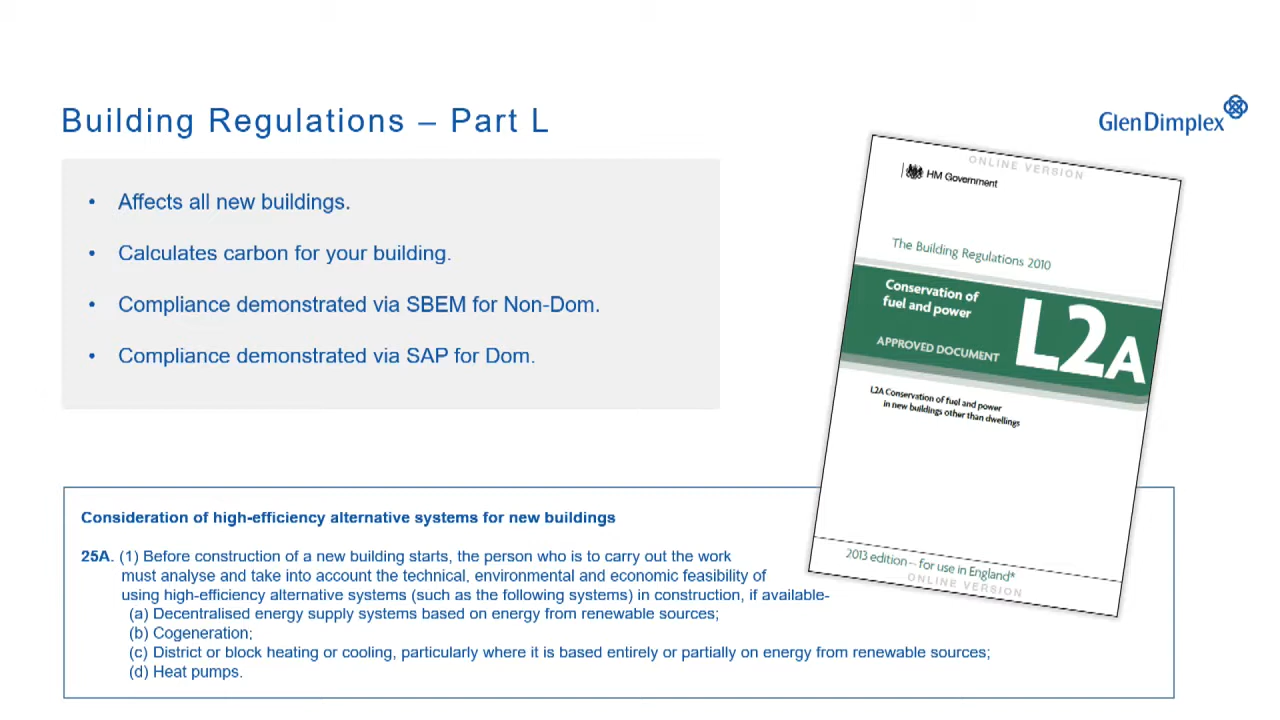 Building Regulations – Part L
GlenDimplex
• Affects all new buildings.
• Calculates carbon for your building.
• Compliance demonstrated via SBEM for Non-Dom.
• Compliance demonstrated via SAP for Dom.
ONLINE VERSION
HM Government
The Building Regulations 2010
Conservation of
fuel and power
L2A
APPROVED DOCUMENT
L2A Conservation of fuel and power
in new buildings other than dwellings
2013 edition – for use in England*
ONLINE VERSION
Consideration of high-efficiency alternative systems for new buildings
25A. (1) Before construction of a new building starts, the person who is to carry out the work
must analyse and take into account the technical, environmental and economic feasibility of
using high-efficiency alternative systems (such as the following systems) in construction, if available-
(a) Decentralised energy supply systems based on energy from renewable sources;
(b) Cogeneration;
(c) District or block heating or cooling, particularly where it is based entirely or partially on energy from renewable sources;
(d) Heat pumps.